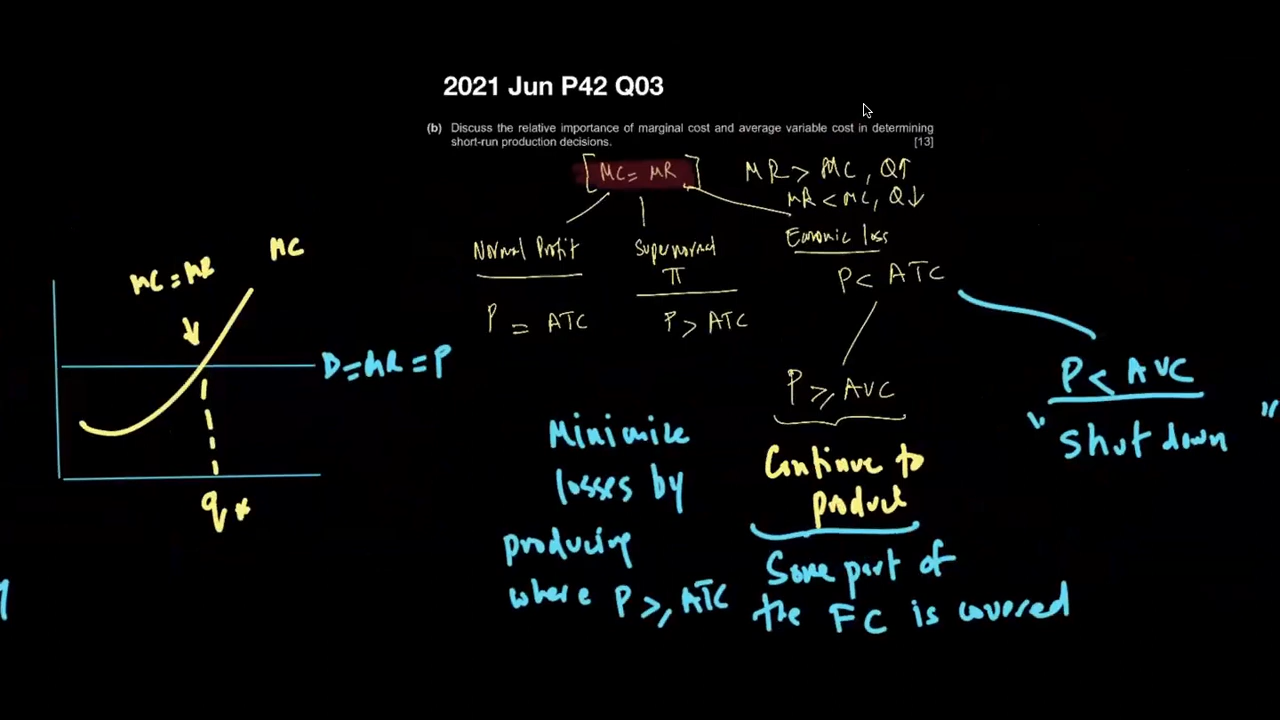 2021 Jun P42 Q03
(b) Discuss the relative importance of marginal cost and average variable cost in determining
short-run production decisions. [13]
[MC = MR]
MR > MC, Q↑
MR < MC, Q↓
Normal Profit
P = ATC
Supernormal
π
P > ATC
Economic loss
P < ATC
P ≥ AVC
Continue to
product
Some part of
the FC is covered
P < AVC
"shut down"
Minimize
losses by
producing
where P ≥ ATC
MC
MC = MR
D = MR = P
q*